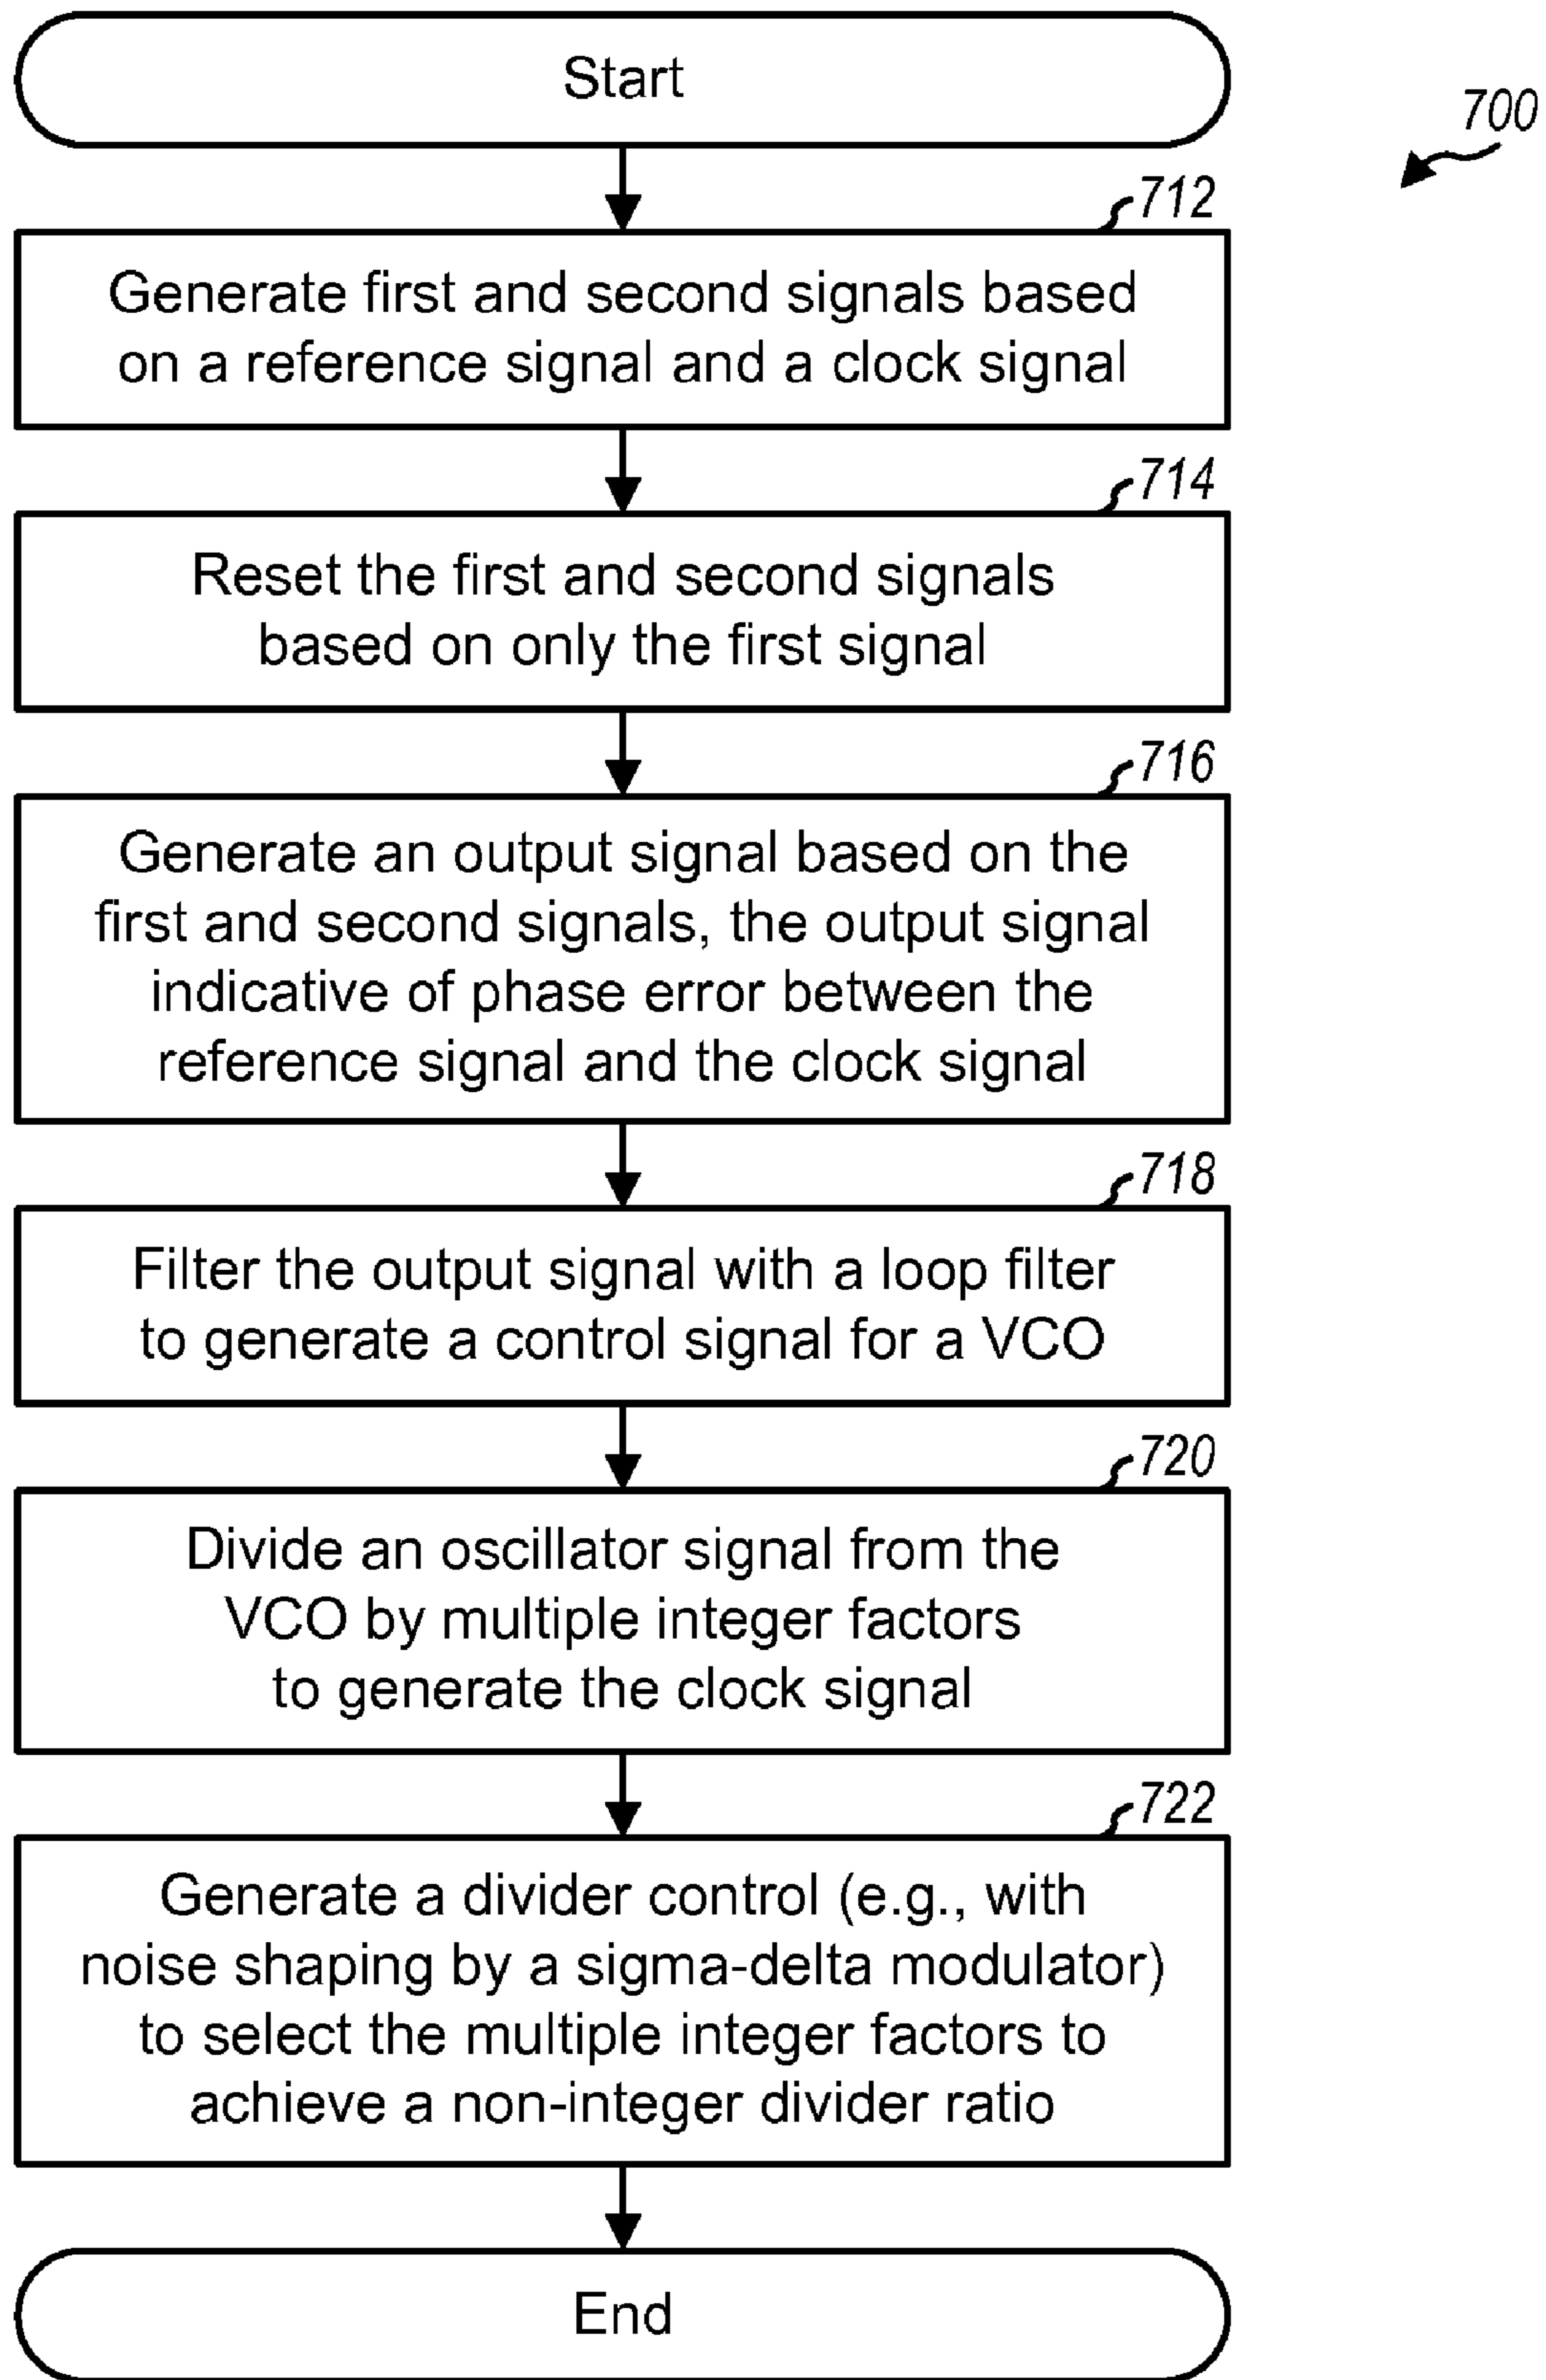 Start
700
712
Generate first and second signals based
on a reference signal and a clock signal
714
Reset the first and second signals
based on only the first signal
716
Generate an output signal based on the
first and second signals, the output signal
indicative of phase error between the
reference signal and the clock signal
718
Filter the output signal with a loop filter
to generate a control signal for a VCO
720
Divide an oscillator signal from the
VCO by multiple integer factors
to generate the clock signal
722
Generate a divider control (e.g., with
noise shaping by a sigma-delta modulator)
to select the multiple integer factors to
achieve a non-integer divider ratio
End